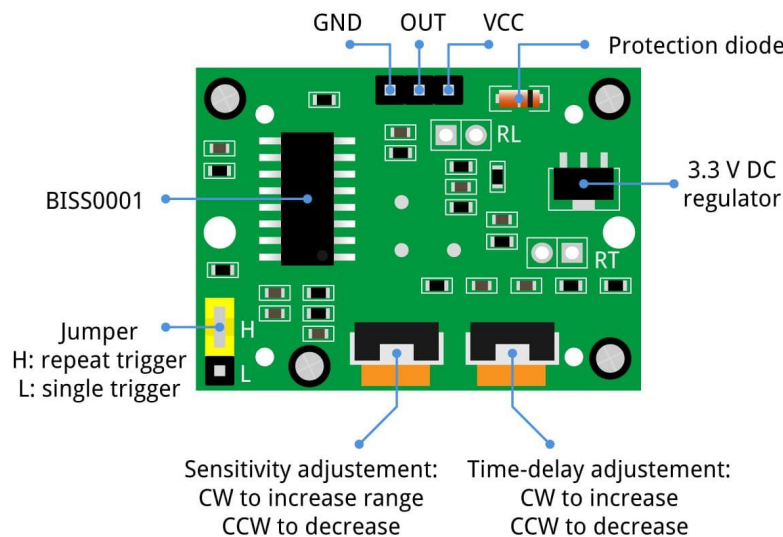 GND OUT VCC
Protection diode
RL
BISS0001
3.3 V DC
regulator
RT
Jumper
H: repeat trigger
L: single trigger
H
L
Sensitivity adjustement:
CW to increase range
CCW to decrease
Time-delay adjustement:
CW to increase
CCW to decrease